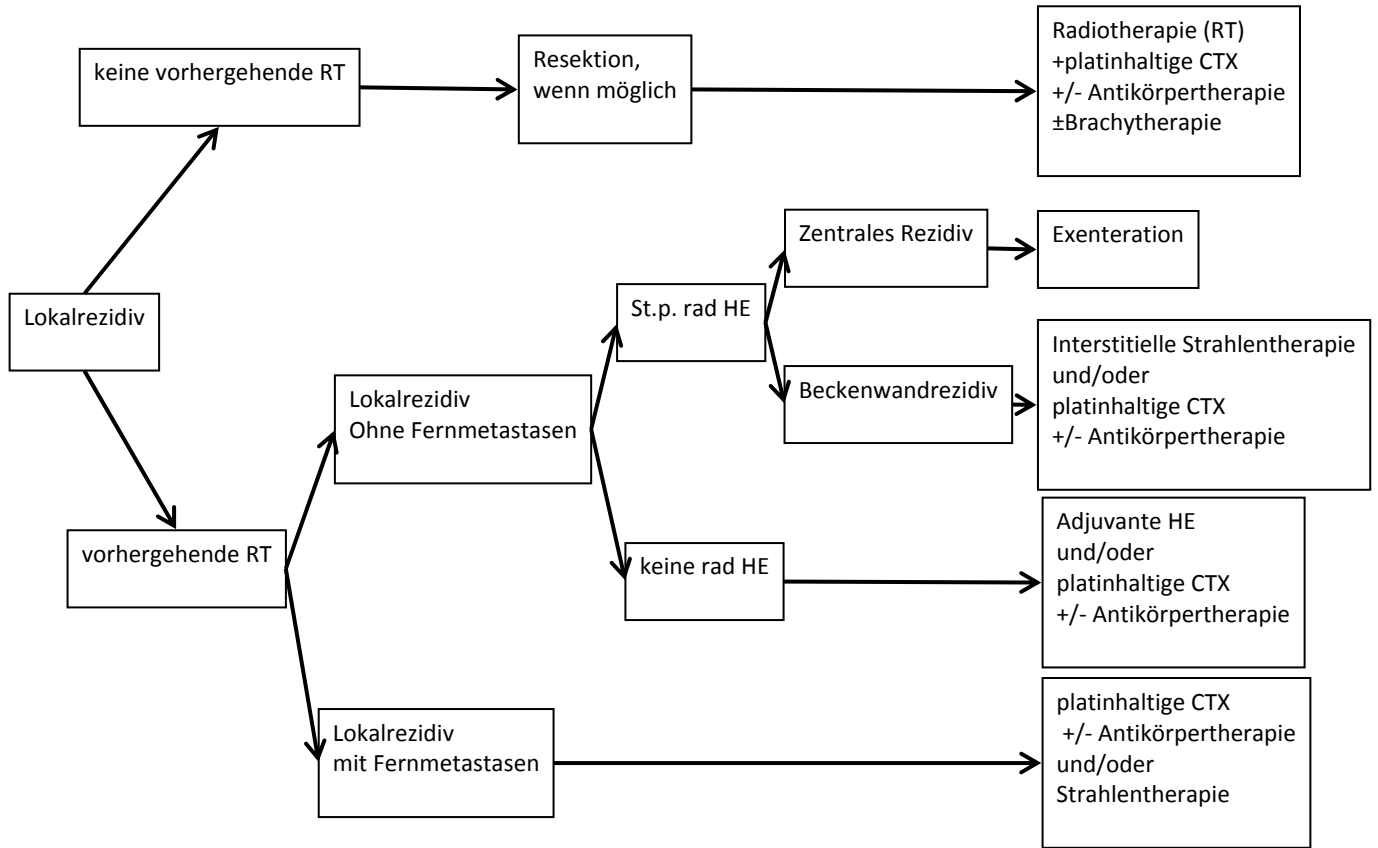 keine vorhergehende RT
Resektion,
wenn möglich
Radiotherapie (RT)
+platinhaltige CTX
+/- Antikörpertherapie
±Brachytherapie
Lokalrezidiv
vorhergehende RT
Lokalrezidiv
Ohne Fernmetastasen
St.p. rad HE
Zentrales Rezidiv
Exenteration
Beckenwandrezidiv
Interstitielle Strahlentherapie
und/oder
platinhaltige CTX
+/- Antikörpertherapie
keine rad HE
Adjuvante HE
und/oder
platinhaltige CTX
+/- Antikörpertherapie
Lokalrezidiv
mit Fernmetastasen
platinhaltige CTX
+/- Antikörpertherapie
und/oder
Strahlentherapie